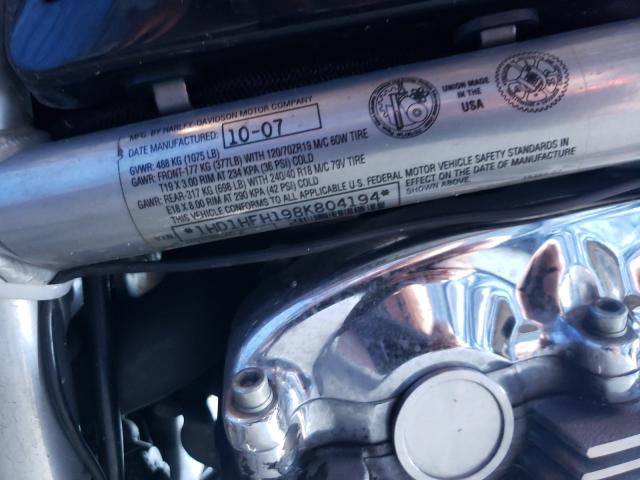 MFG. BY HARLEY-DAVIDSON MOTOR COMPANY
DATE MANUFACTURED: 10-07
GVWR: 488 KG (1075 LB)
GAWR: FRONT-177 KG (377LB) WITH 120/70ZR19 M/C 60W TIRE
T19 X 3.00 RIM AT 234 KPA (36 PSI) COLD
GAWR: REAR-317 KG (698 LB) WITH 240/40 R18 M/C 79V TIRE
E18 X 8.00 RIM AT 290 KPA (42 PSI) COLD
THIS VEHICLE CONFORMS TO ALL APPLICABLE U.S. FEDERAL MOTOR VEHICLE SAFETY STANDARDS IN
EFFECT ON THE DATE OF MANUFACTURE
SHOWN ABOVE.
VIN *1HD1HFH198K804194*
UNION MADE
IN THE
USA